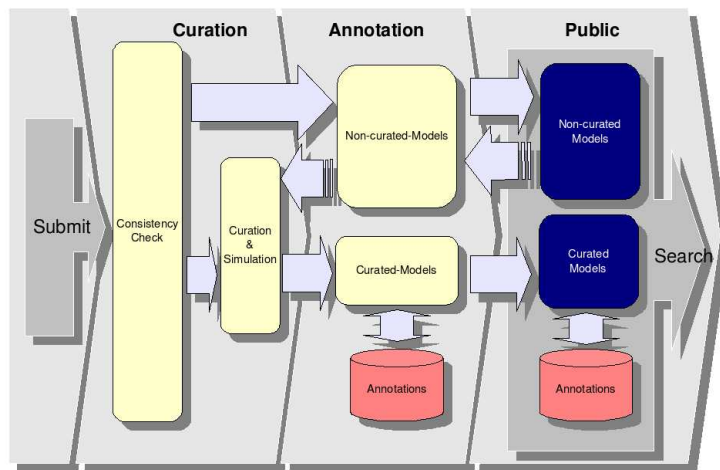 Curation
Annotation
Public
Submit
Consistency
Check
Curation
&
Simulation
Non-curated-Models
Curated-Models
Annotations
Non-curated
Models
Curated
Models
Annotations
Search